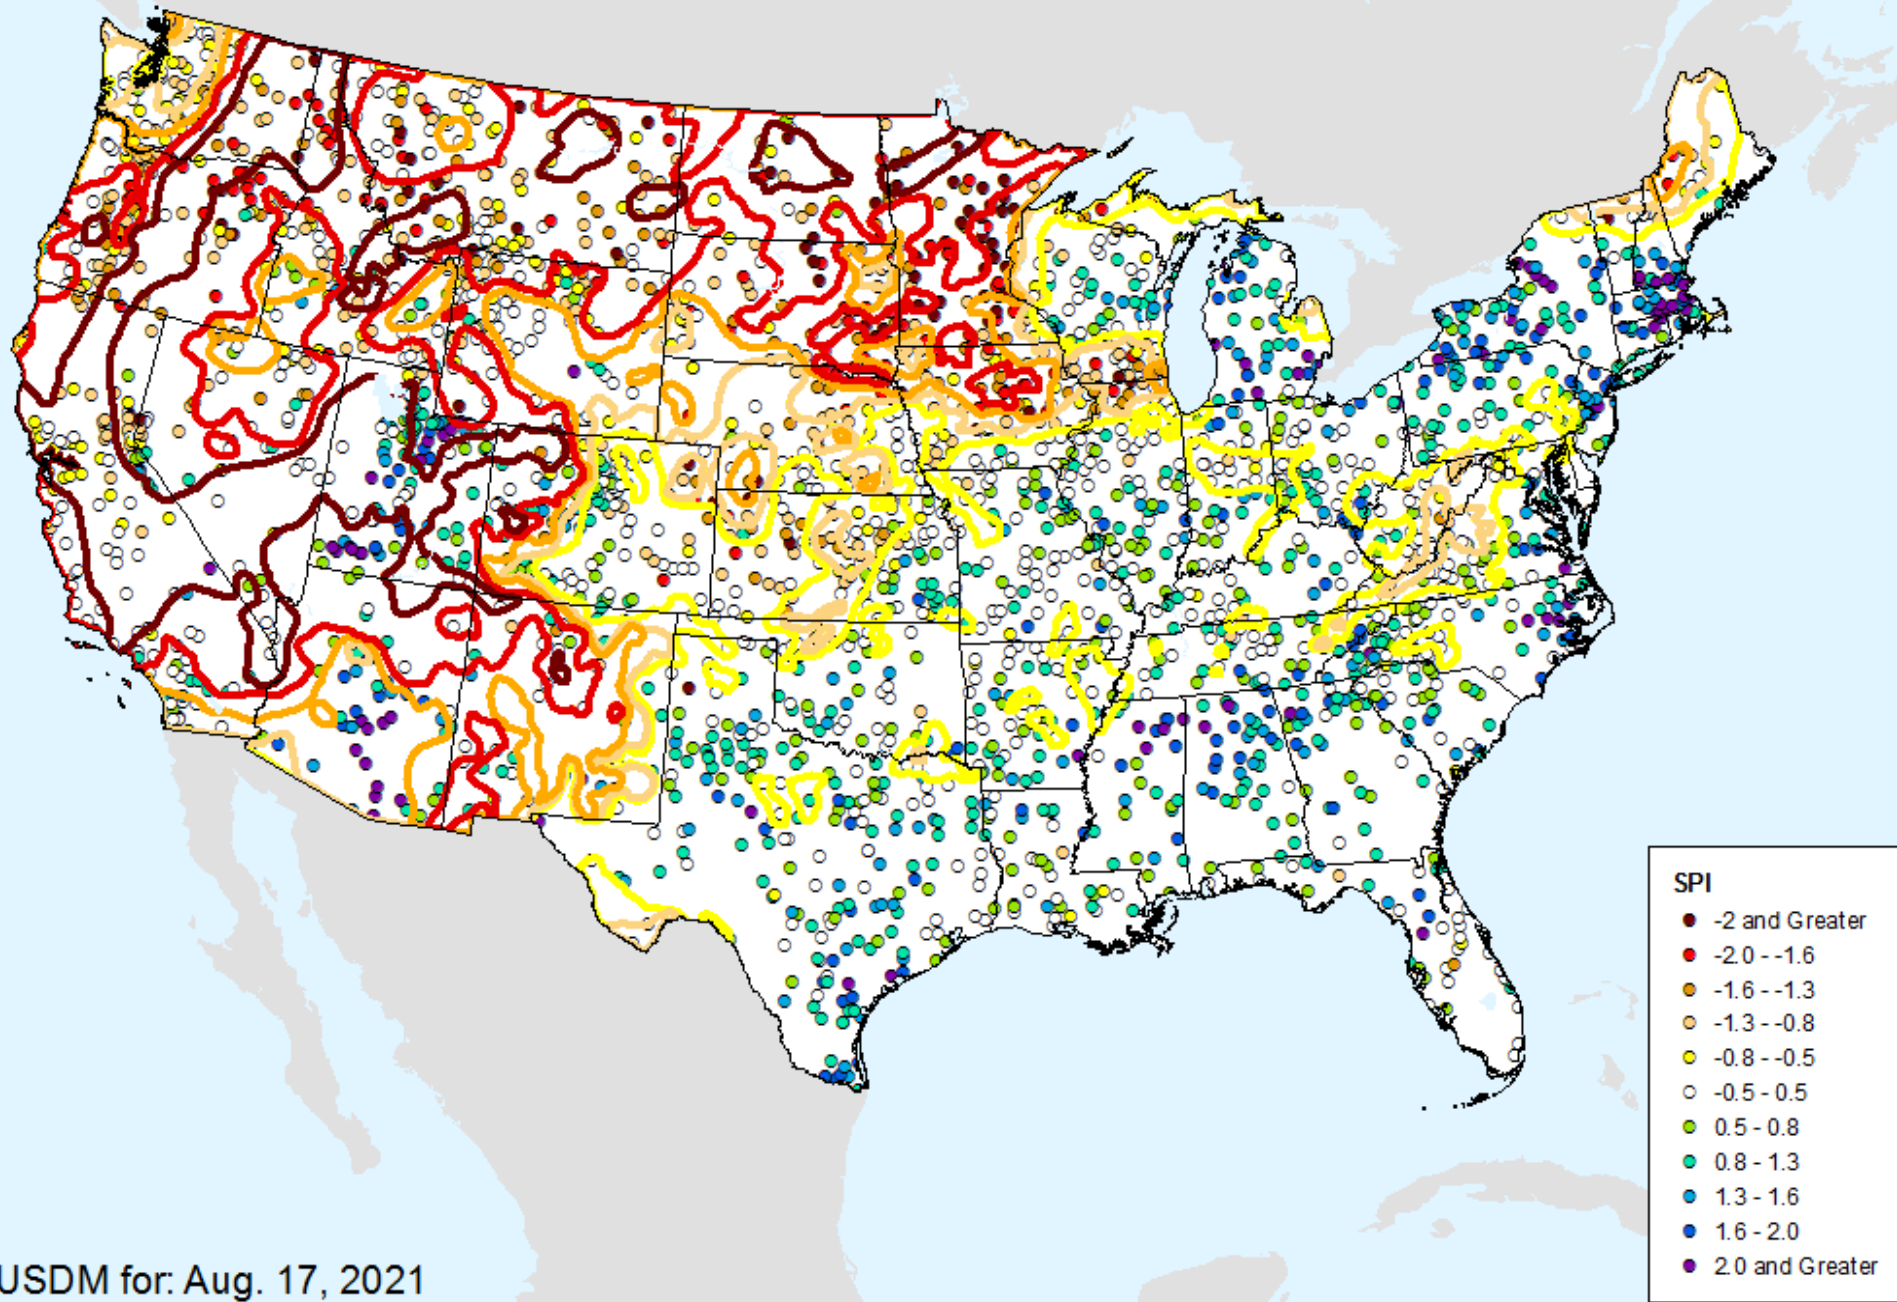 SPI
-2 and Greater
-2.0 - -1.6
-1.6 - -1.3
-1.3 - -0.8
-0.8 - -0.5
-0.5 - 0.5
0.5 - 0.8
0.8 - 1.3
1.3 - 1.6
1.6 - 2.0
2.0 and Greater
USDM for: Aug. 17, 2021